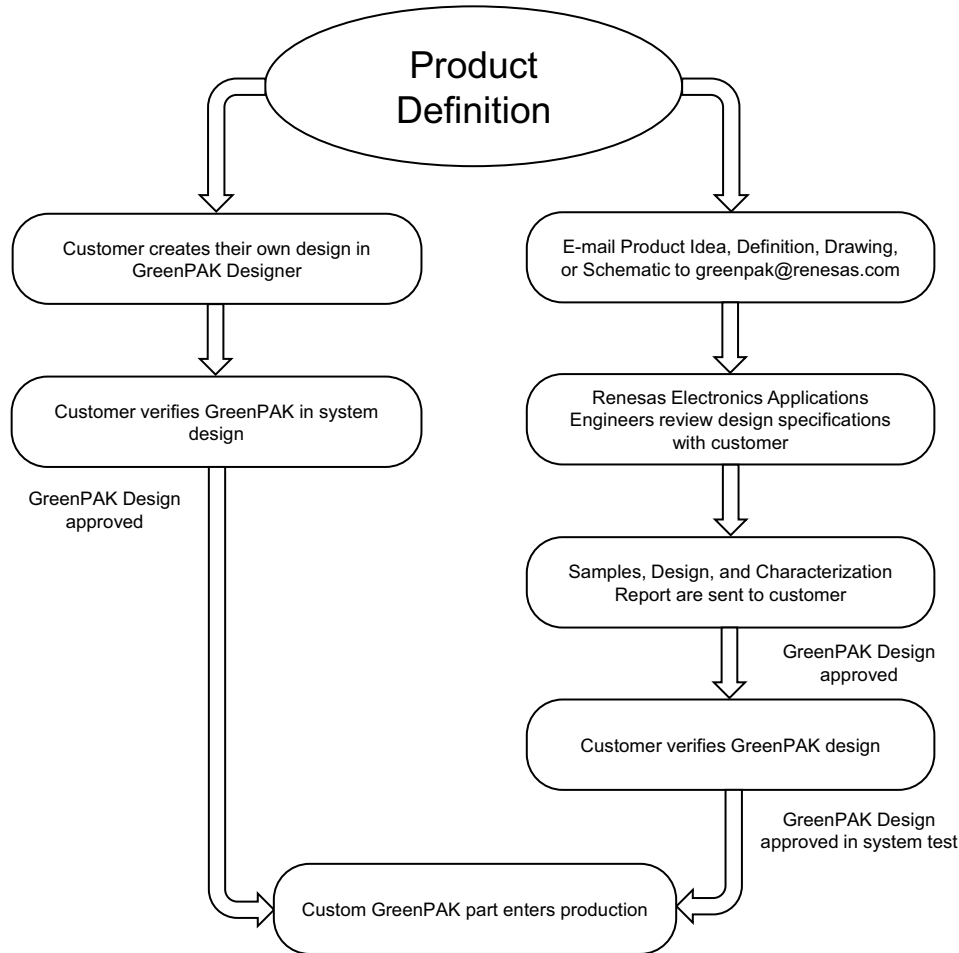 Product
Definition
Customer creates their own design in
GreenPAK Designer
E-mail Product Idea, Definition, Drawing,
or Schematic to greenpak@renesas.com
Customer verifies GreenPAK in system
design
Renesas Electronics Applications
Engineers review design specifications
with customer
GreenPAK Design
approved
Samples, Design, and Characterization
Report are sent to customer
GreenPAK Design
approved
Customer verifies GreenPAK design
GreenPAK Design
approved in system test
Custom GreenPAK part enters production